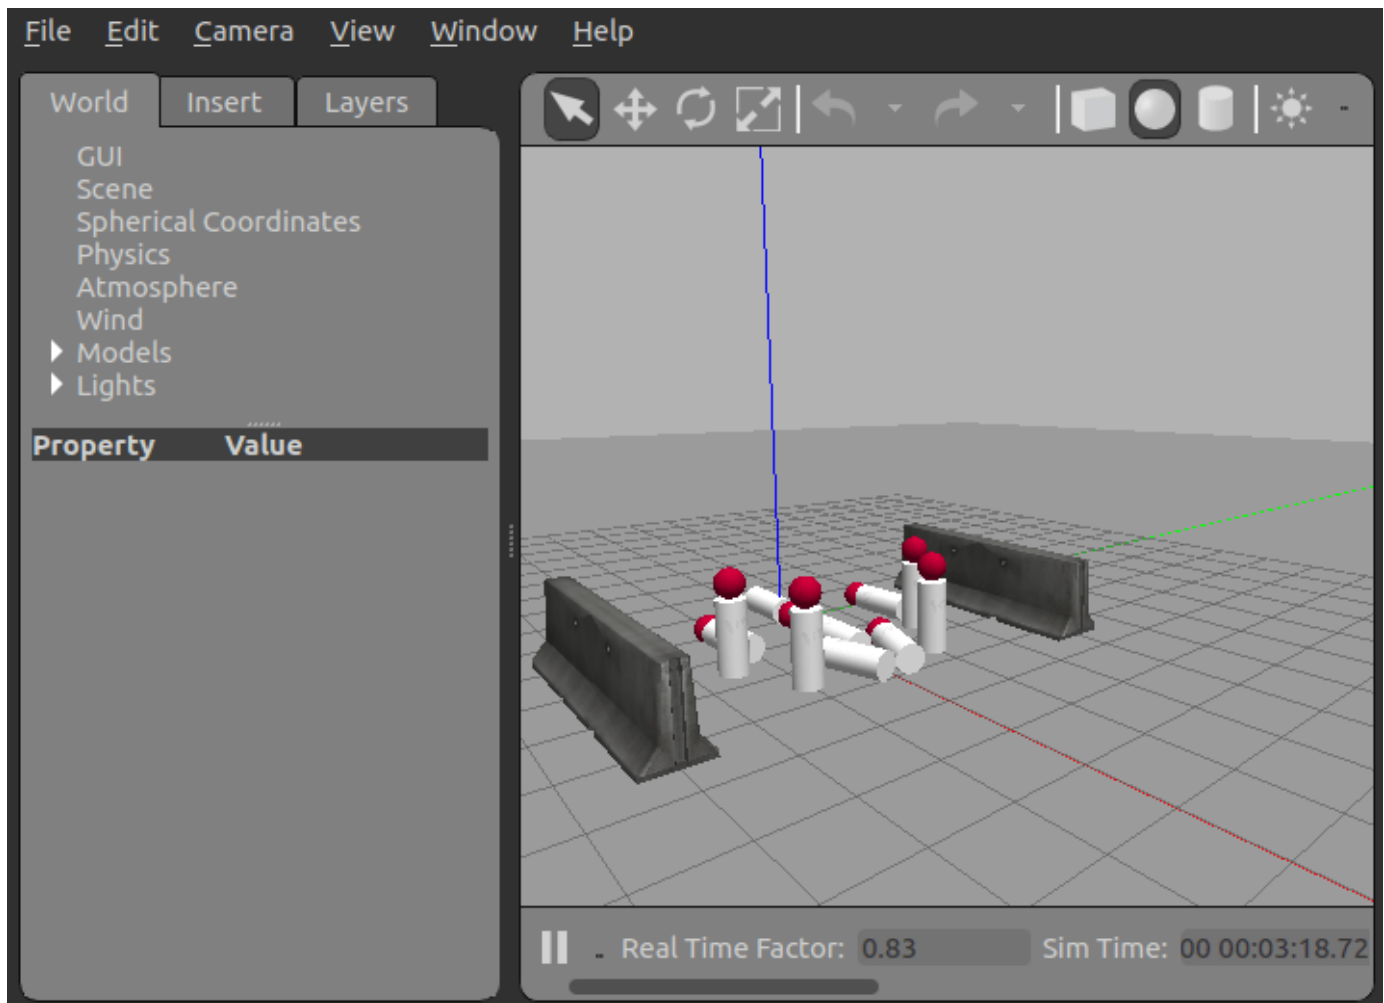 File Edit Camera View Window Help
World Insert Layers
GUI
Scene
Spherical Coordinates
Physics
Atmosphere
Wind
Models
Lights
Property Value
Real Time Factor: 0.83 Sim Time: 00 00:03:18.72